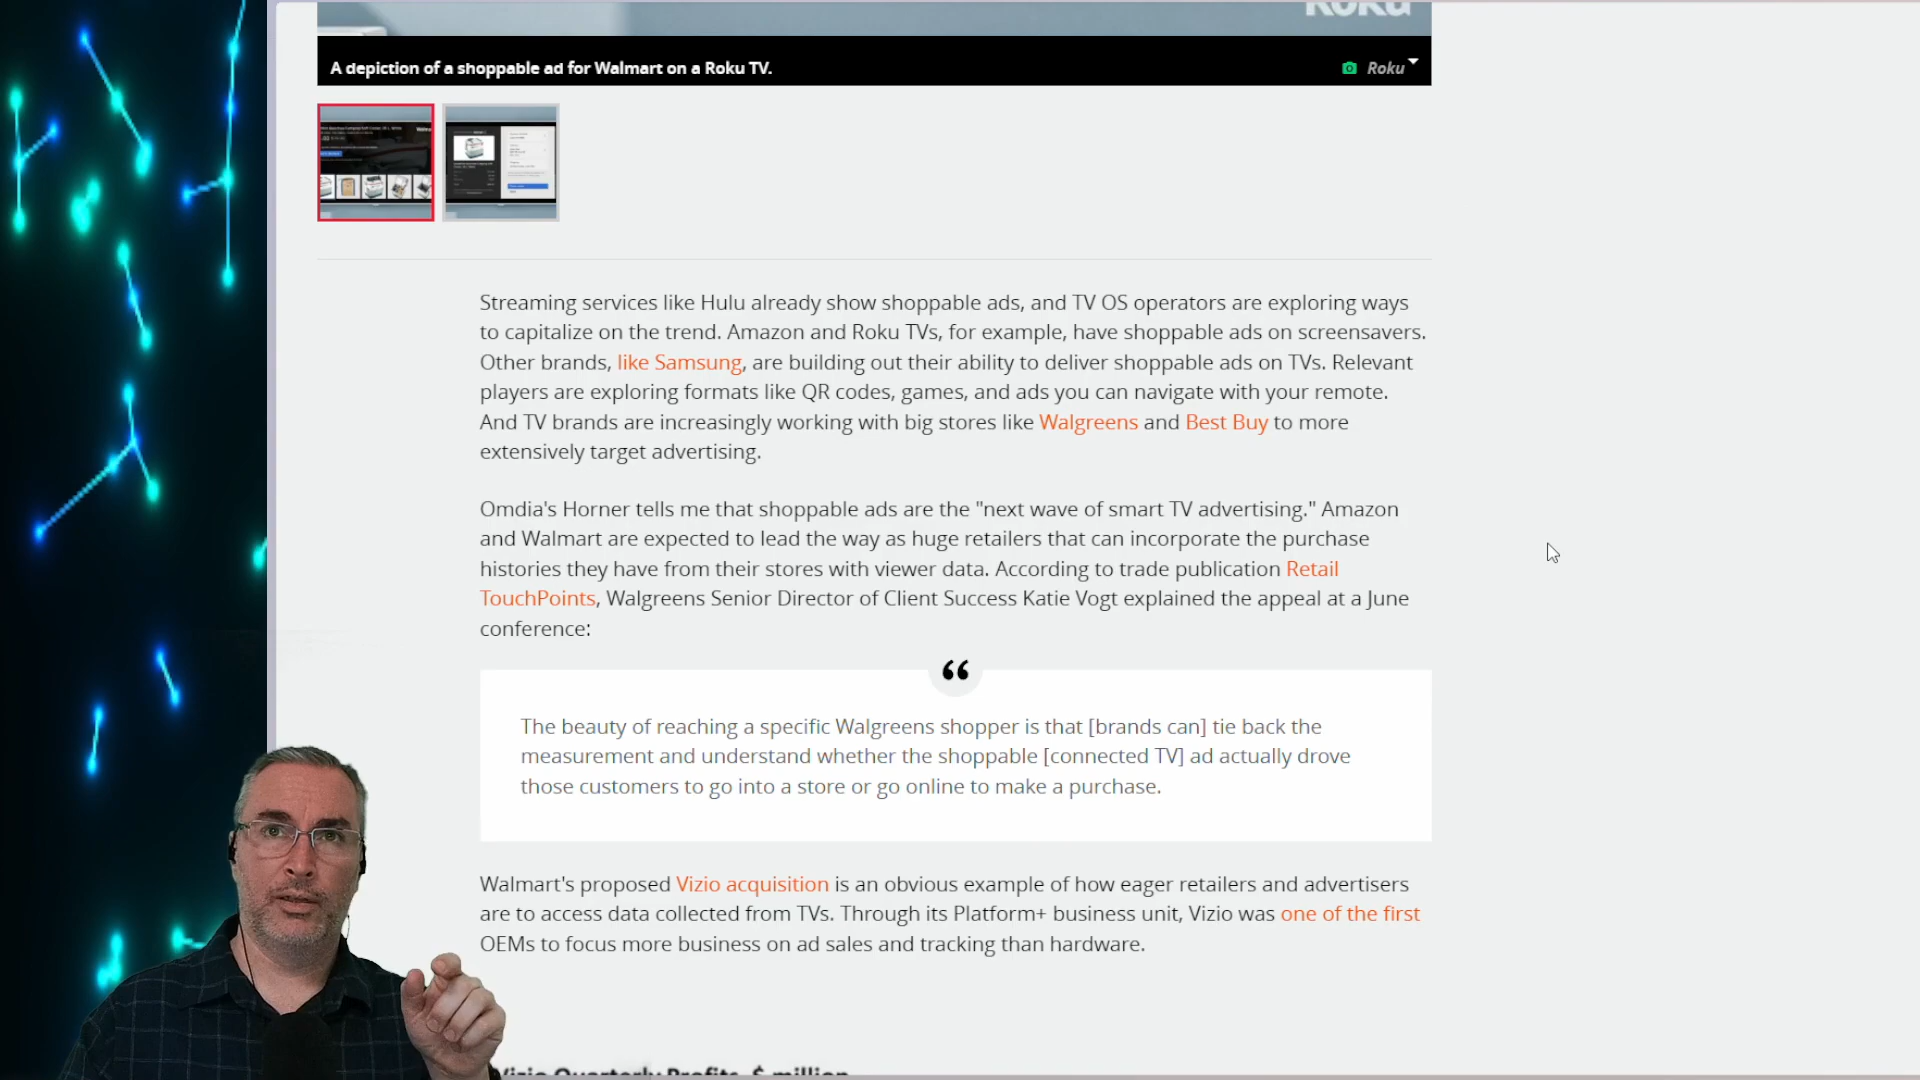 Roku
A depiction of a shoppable ad for Walmart on a Roku TV.
Roku
Streaming services like Hulu already show shoppable ads, and TV OS operators are exploring ways
to capitalize on the trend. Amazon and Roku TVs, for example, have shoppable ads on screensavers.
Other brands, like Samsung, are building out their ability to deliver shoppable ads on TVs. Relevant
players are exploring formats like QR codes, games, and ads you can navigate with your remote.
And TV brands are increasingly working with big stores like Walgreens and Best Buy to more
extensively target advertising.
Omdia's Horner tells me that shoppable ads are the "next wave of smart TV advertising." Amazon
and Walmart are expected to lead the way as huge retailers that can incorporate the purchase
histories they have from their stores with viewer data. According to trade publication Retail
TouchPoints, Walgreens Senior Director of Client Success Katie Vogt explained the appeal at a June
conference:
“
The beauty of reaching a specific Walgreens shopper is that [brands can] tie back the
measurement and understand whether the shoppable [connected TV] ad actually drove
those customers to go into a store or go online to make a purchase.
Walmart's proposed Vizio acquisition is an obvious example of how eager retailers and advertisers
are to access data collected from TVs. Through its Platform+ business unit, Vizio was one of the first
OEMs to focus more business on ad sales and tracking than hardware.
Vizio Quarterly Profits, $ million